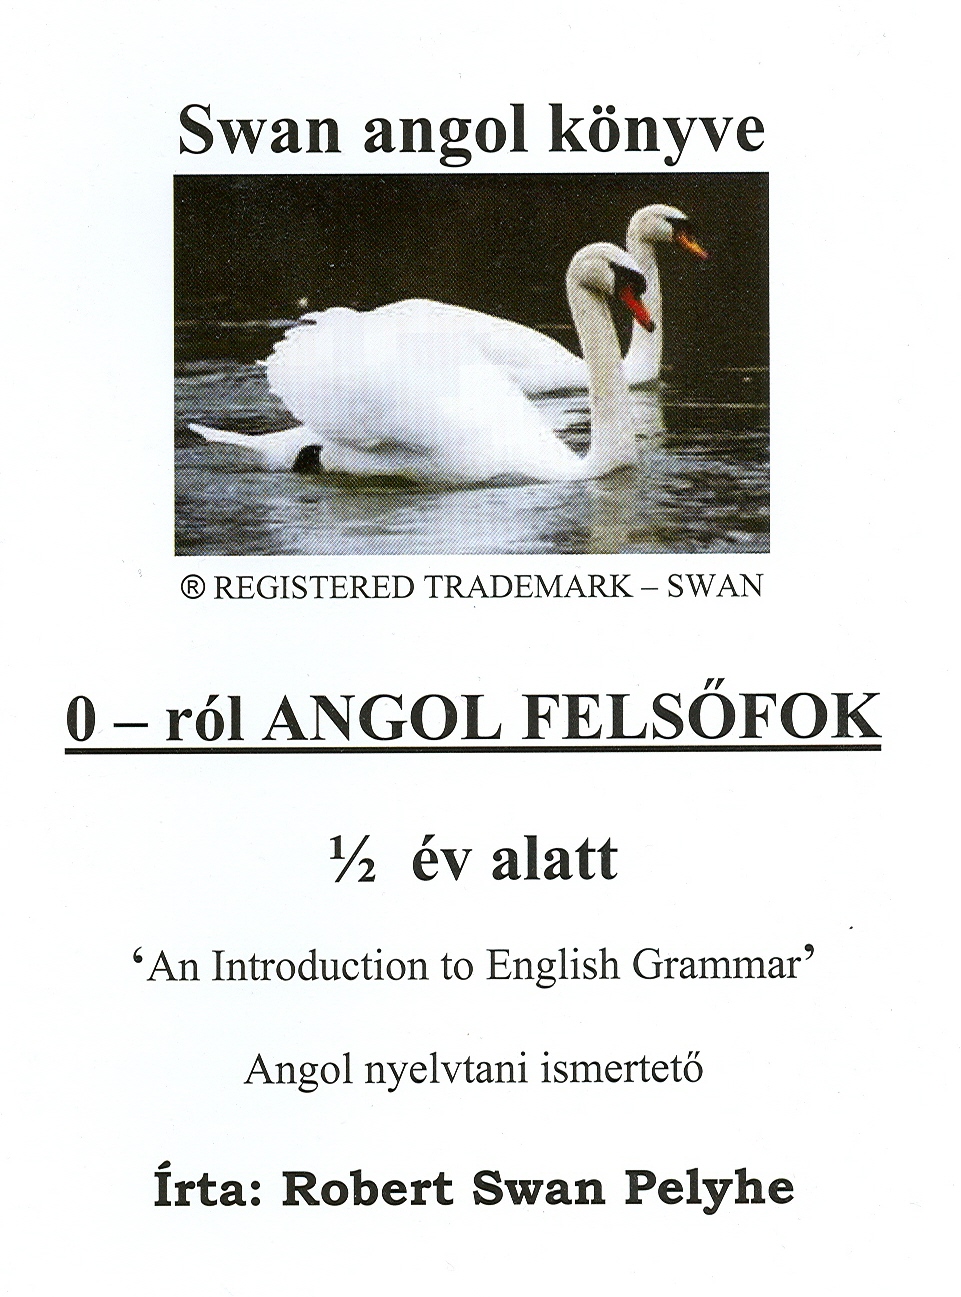 Swan angol könyve
® REGISTERED TRADEMARK – SWAN
0 – ról ANGOL FELSŐFOK
½ év alatt
‘An Introduction to English Grammar’
Angol nyelvtani ismertető
Írta: Robert Swan Pelyhe